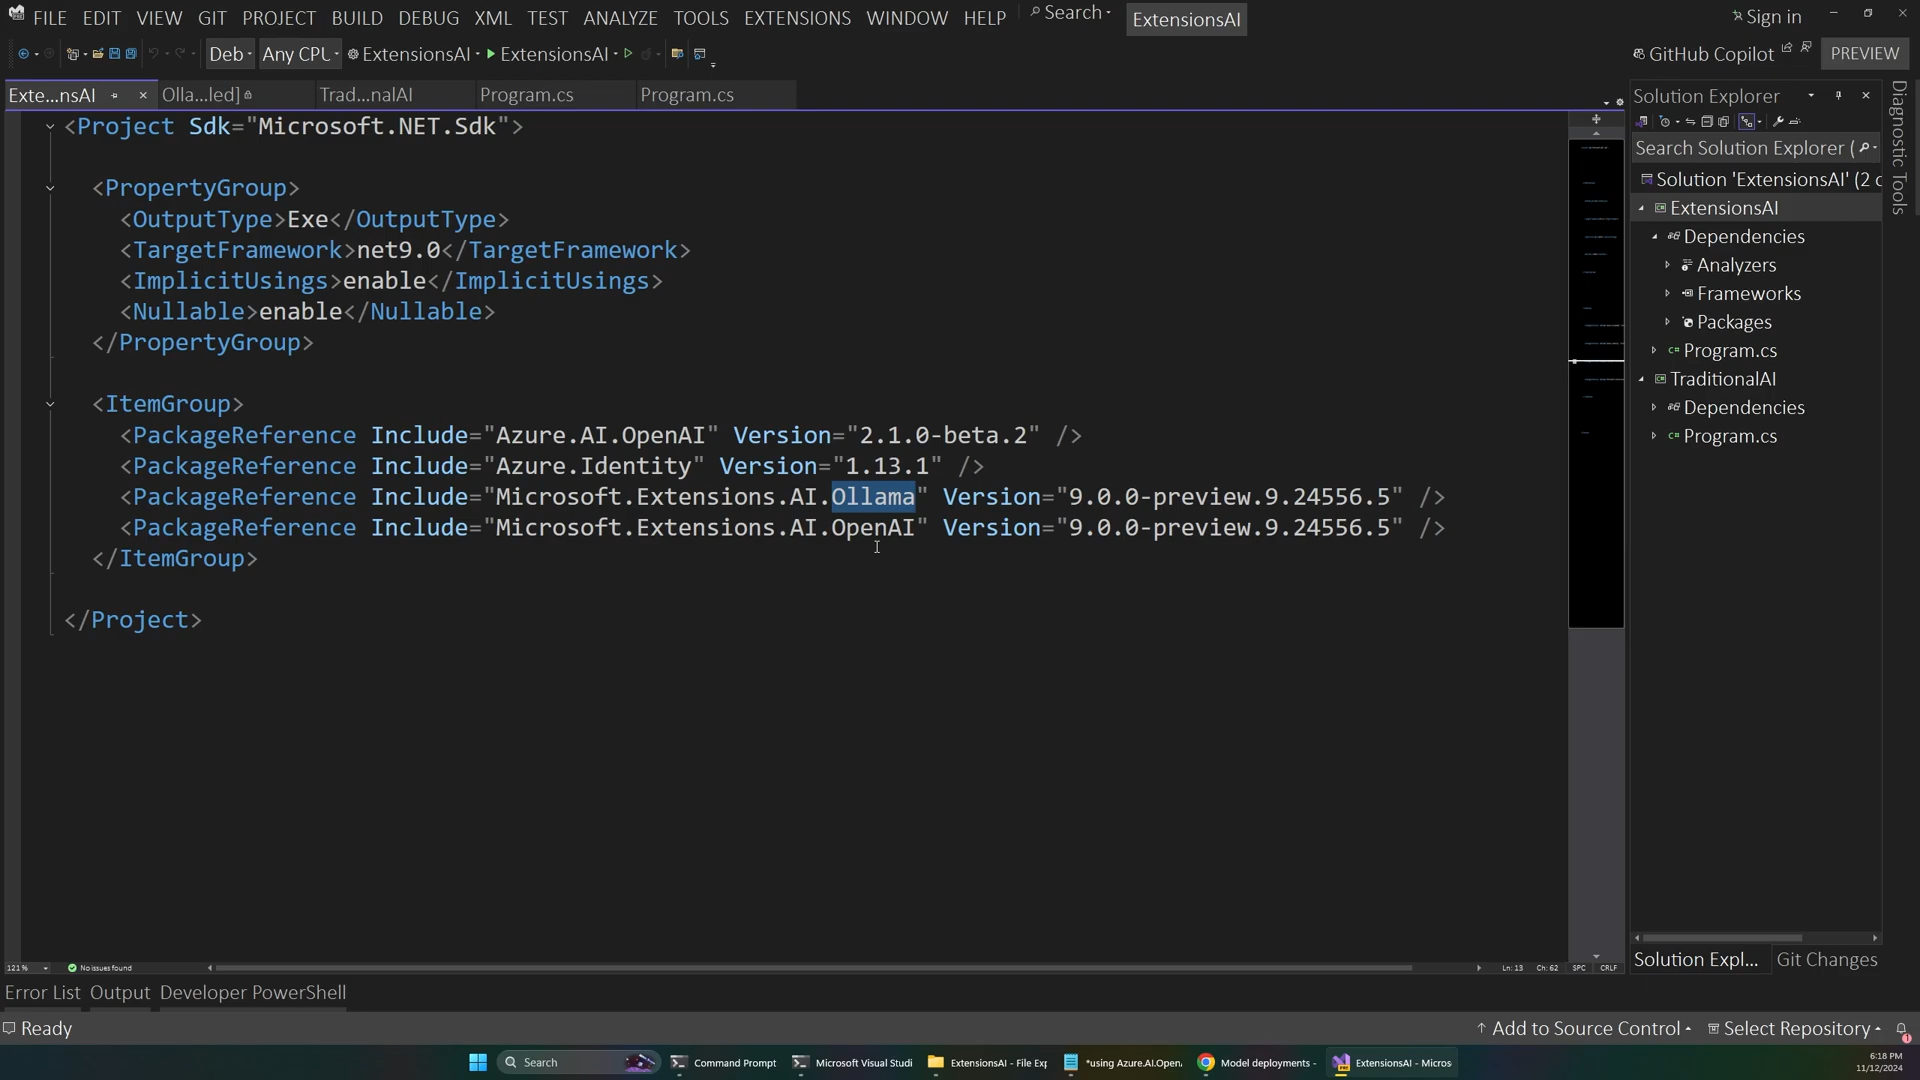 FILE EDIT VIEW GIT PROJECT BUILD DEBUG XML TEST ANALYZE TOOLS EXTENSIONS WINDOW HELP Search ExtensionsAI Sign in
Deb Any CPU ExtensionsAI ExtensionsAI GitHub Copilot PREVIEW
Exte...nsAI Olla...led] Trad...nalAI Program.cs Program.cs
<Project Sdk="Microsoft.NET.Sdk">
<PropertyGroup>
<OutputType>Exe</OutputType>
<TargetFramework>net9.0</TargetFramework>
<ImplicitUsings>enable</ImplicitUsings>
<Nullable>enable</Nullable>
</PropertyGroup>
<ItemGroup>
<PackageReference Include="Azure.AI.OpenAI" Version="2.1.0-beta.2" />
<PackageReference Include="Azure.Identity" Version="1.13.1" />
<PackageReference Include="Microsoft.Extensions.AI.Ollama" Version="9.0.0-preview.9.24556.5" />
<PackageReference Include="Microsoft.Extensions.AI.OpenAI" Version="9.0.0-preview.9.24556.5" />
</ItemGroup>
</Project>
Solution Explorer
Search Solution Explorer (
Solution 'ExtensionsAI' (2 c
ExtensionsAI
Dependencies
Analyzers
Frameworks
Packages
C# Program.cs
TraditionalAI
Dependencies
C# Program.cs
Diagnostic Tools
121 % No issues found Ln: 13 Ch: 62 SPC CRLF
Solution Expl... Git Changes
Error List Output Developer PowerShell
Ready Add to Source Control Select Repository 1
Search Command Prompt Microsoft Visual Studi ExtensionsAI - File Exp *using Azure.AI.Open. Model deployments - ExtensionsAI - Micros
6:18 PM
11/12/2024